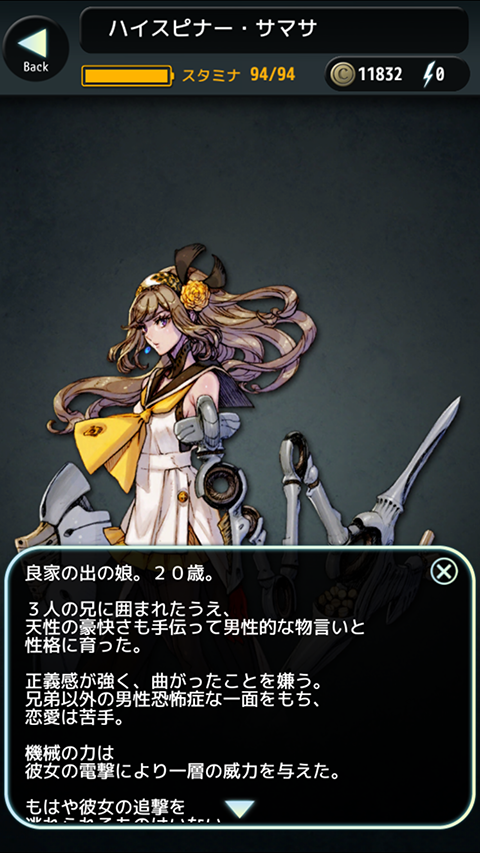 ハイスピナー・サマサ
Back
スタミナ 94/94
C 11832 0
良家の出の娘。２０歳。
３人の兄に囲まれたうえ、
天性の豪快さも手伝って男性的な物言いと
性格に育った。
正義感が強く、曲がったことを嫌う。
兄弟以外の男性恐怖症な一面をもち、
恋愛は苦手。
機械の力は
彼女の電撃により一層の威力を与えた。
もはや彼女の追撃を